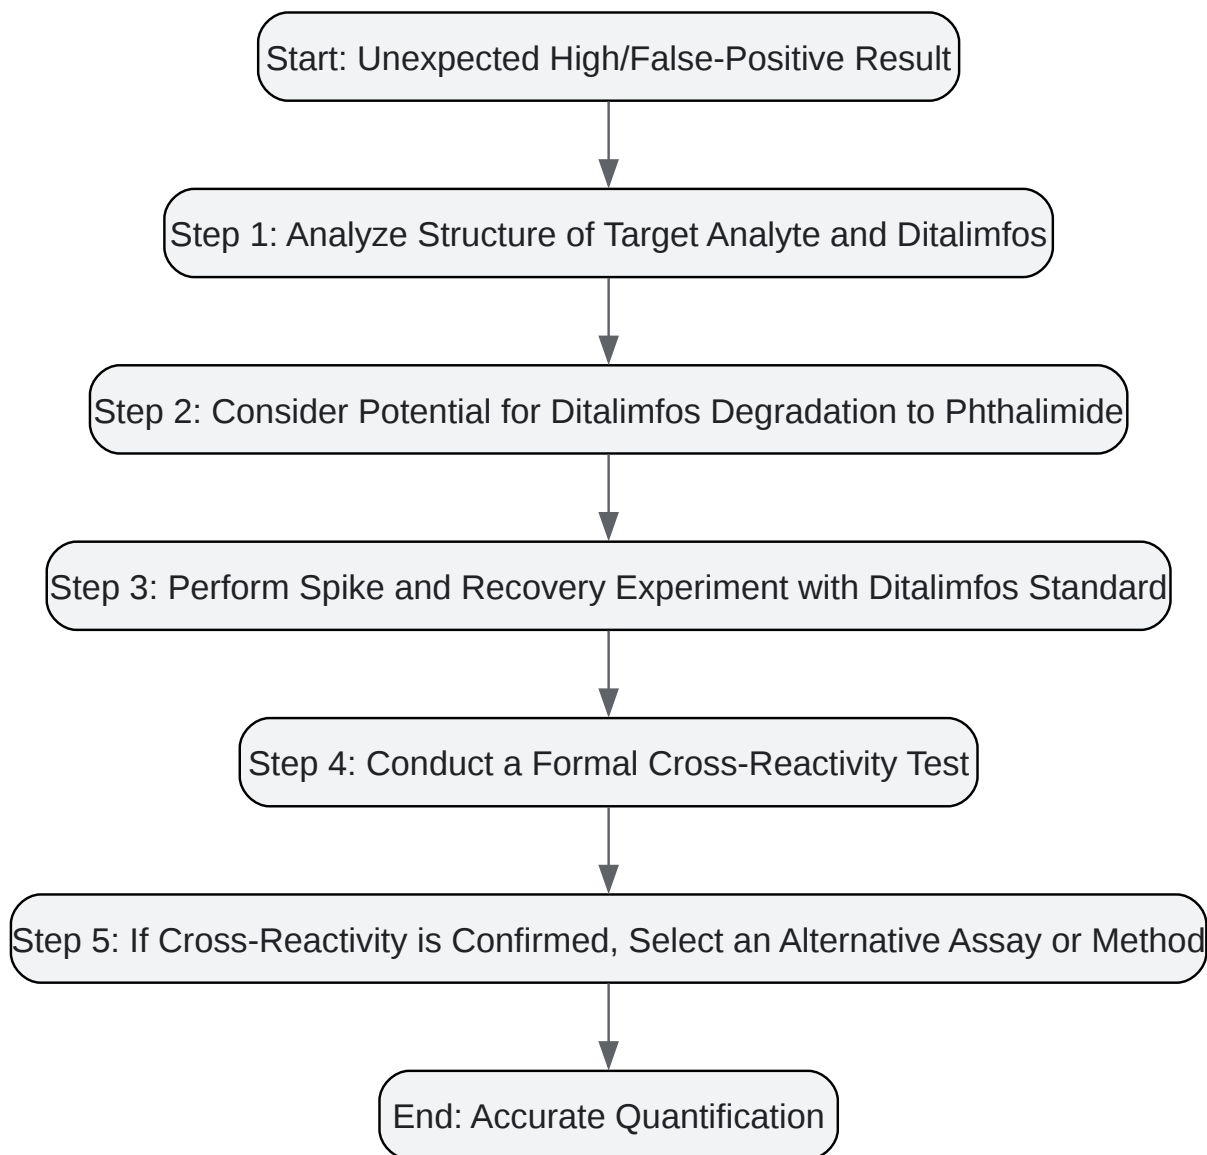 Start: Unexpected High/False-Positive Result
Step 1: Analyze Structure of Target Analyte and Ditalimfos
Step 2: Consider Potential for Ditalimfos Degradation to Phthalimide
Step 3: Perform Spike and Recovery Experiment with Ditalimfos Standard
Step 4: Conduct a Formal Cross-Reactivity Test
Step 5: If Cross-Reactivity is Confirmed, Select an Alternative Assay or Method
End: Accurate Quantification